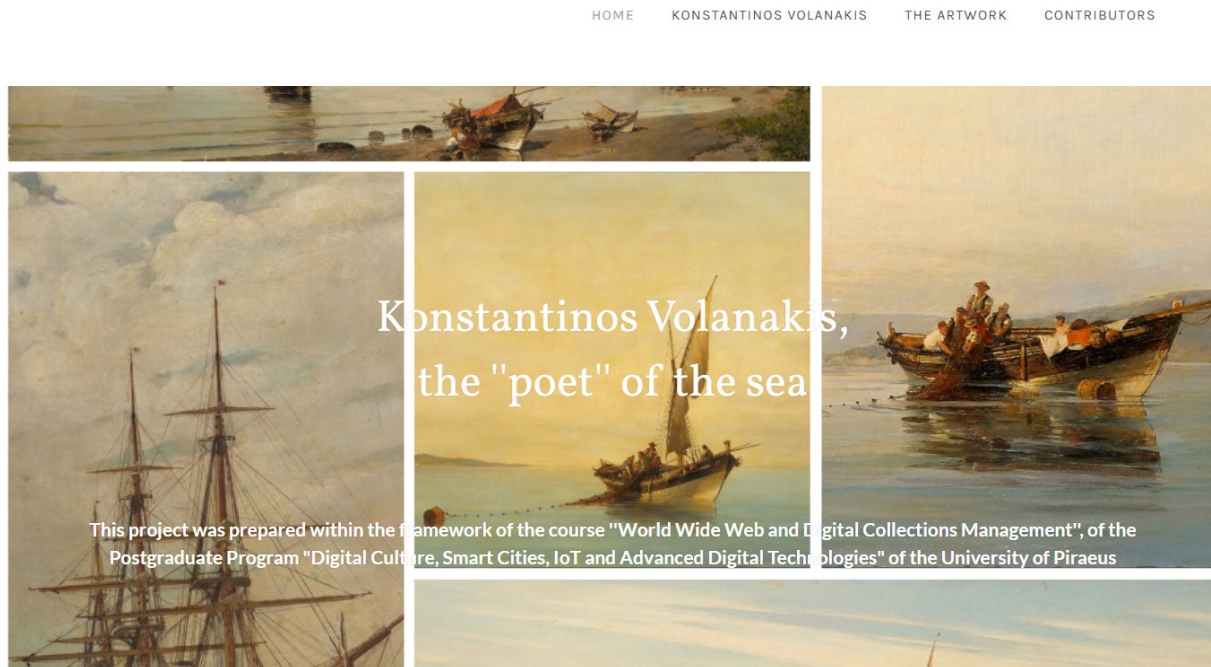 HOME KONSTANTINOS VOLANAKIS THE ARTWORK CONTRIBUTORS
Konstantinos Volanakis,
the "poet" of the sea
This project was prepared within the framework of the course "World Wide Web and Digital Collections Management", of the
Postgraduate Program "Digital Culture, Smart Cities, IoT and Advanced Digital Technologies" of the University of Piraeus